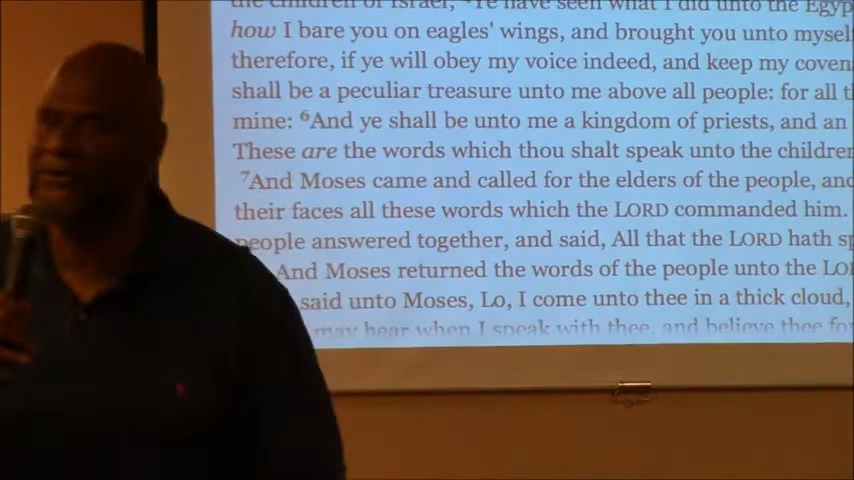 the children of Israel, Ye have seen what I did unto the Egyp
how I bare you on eagles' wings, and brought you unto mysel
therefore, if ye will obey my voice indeed, and keep my coven
shall be a peculiar treasure unto me above all people: for all t
mine: 6And ye shall be unto me a kingdom of priests, and an
These are the words which thou shalt speak unto the childre
7And Moses came and called for the elders of the people, and
their faces all these words which the LORD commanded him.
people answered together, and said, All that the LORD hath s
And Moses returned the words of the people unto the LO
said unto Moses, Lo, I come unto thee in a thick cloud,
may hear when I speak with thee, and believe thee fo